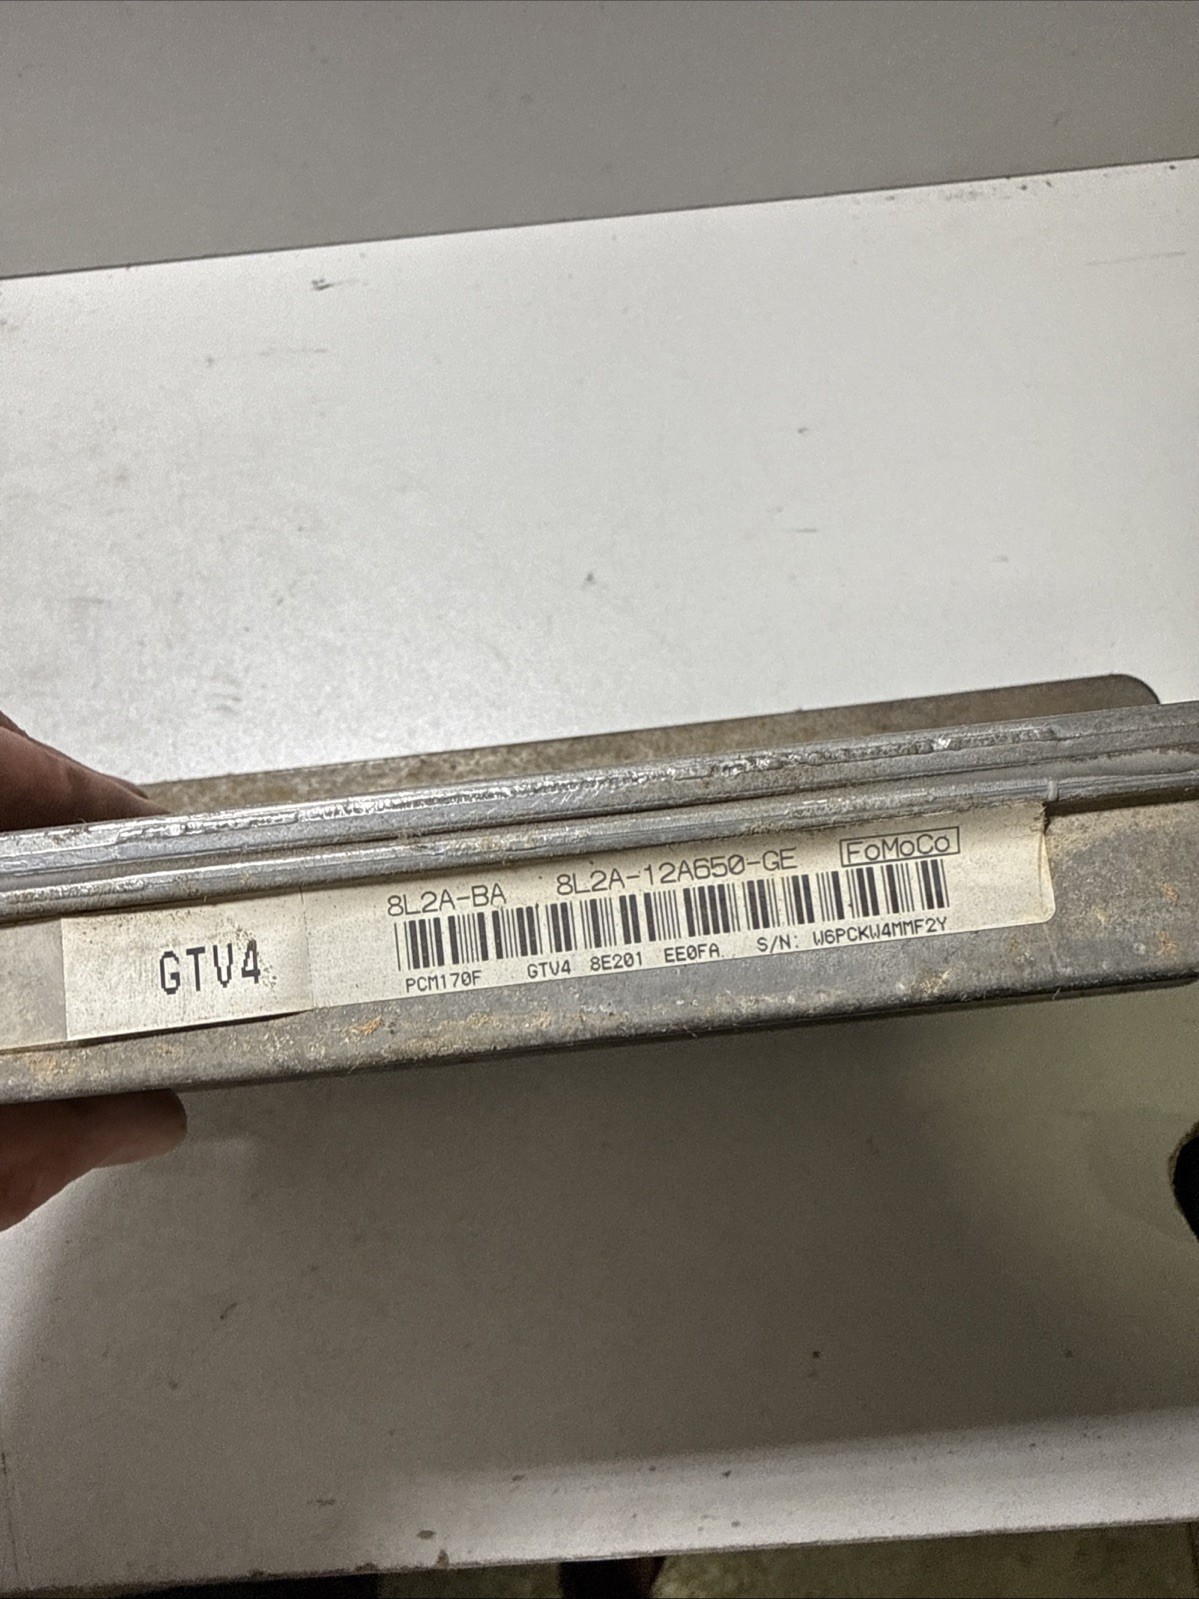 GTV4
8L2A-BA 8L2A-12A650-GE FoMoCo
PCM170F GTV4 8E201 EE0FA S/N: W6PCKW4MMF2Y